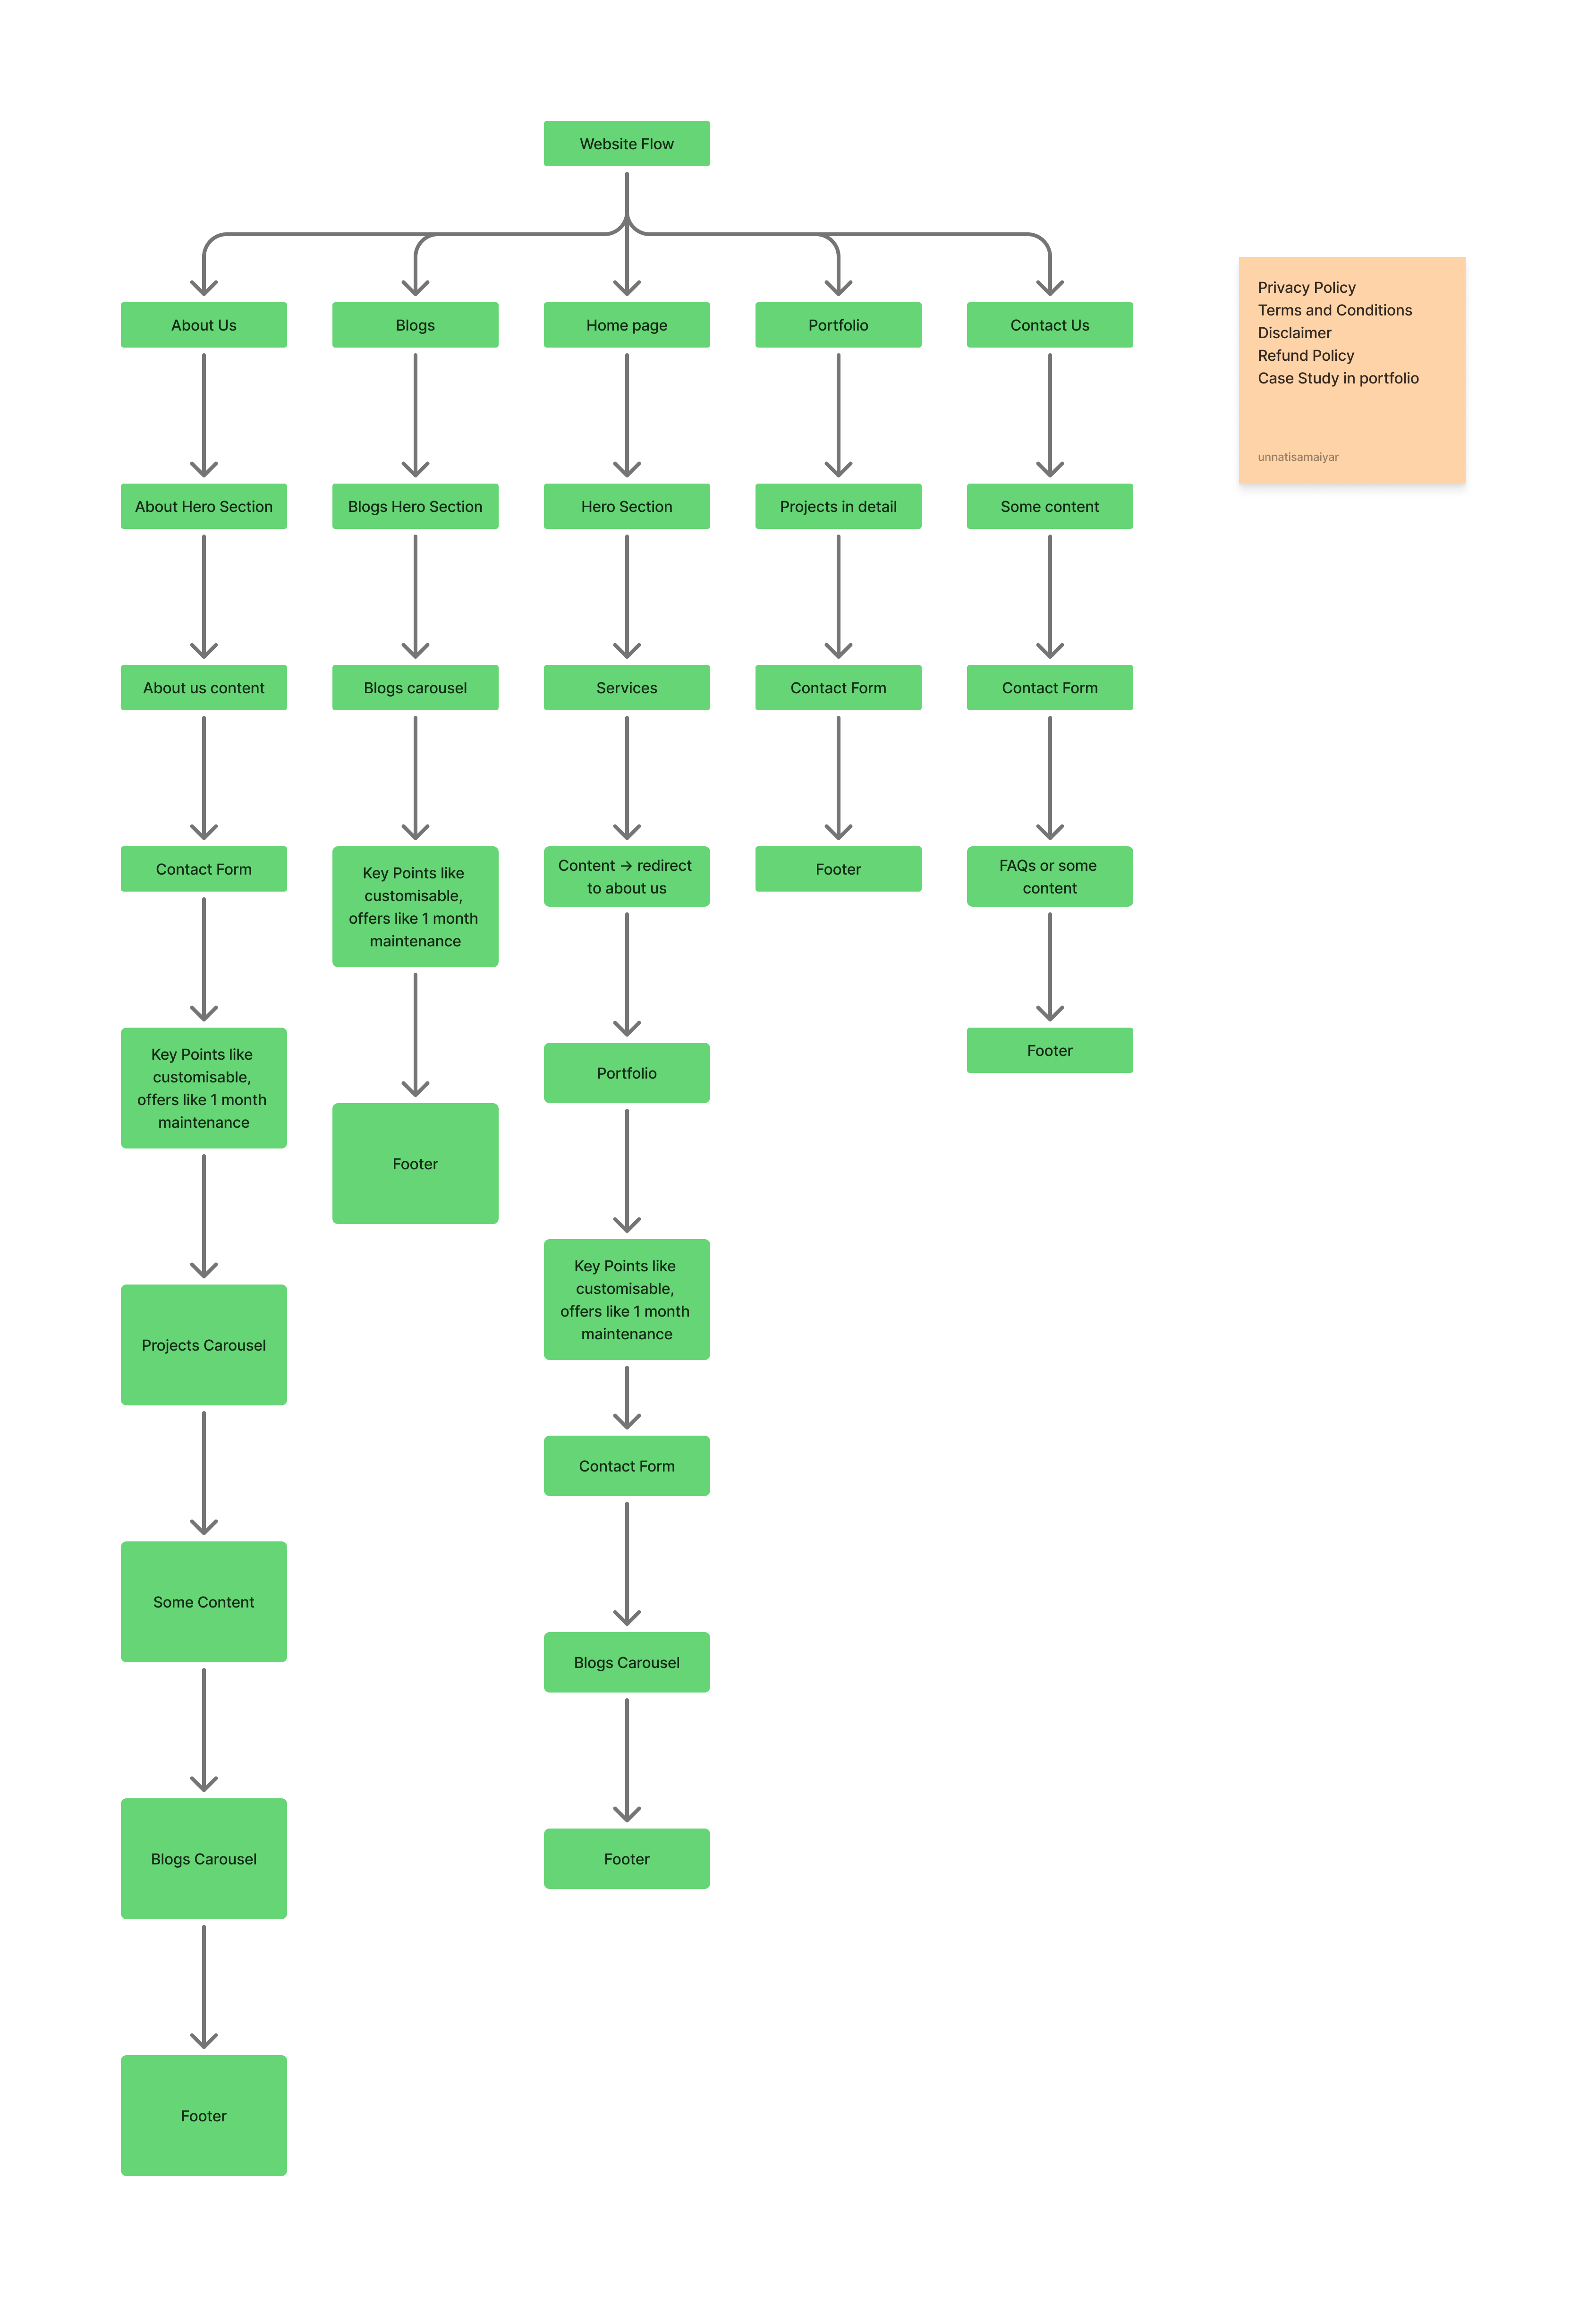 Website Flow
About Us
Blogs
Home page
Portfolio
Contact Us
Privacy Policy
Terms and Conditions
Disclaimer
Refund Policy
Case Study in portfolio
unnatisamaiyar
About Hero Section
Blogs Hero Section
Hero Section
Projects in detail
Some content
About us content
Blogs carousel
Services
Contact Form
Contact Form
Contact Form
Key Points like
customisable,
offers like 1 month
maintenance
Content → redirect
to about us
Footer
FAQs or some
content
Key Points like
customisable,
offers like 1 month
maintenance
Footer
Portfolio
Footer
Projects Carousel
Key Points like
customisable,
offers like 1 month
maintenance
Contact Form
Some Content
Blogs Carousel
Blogs Carousel
Footer
Footer